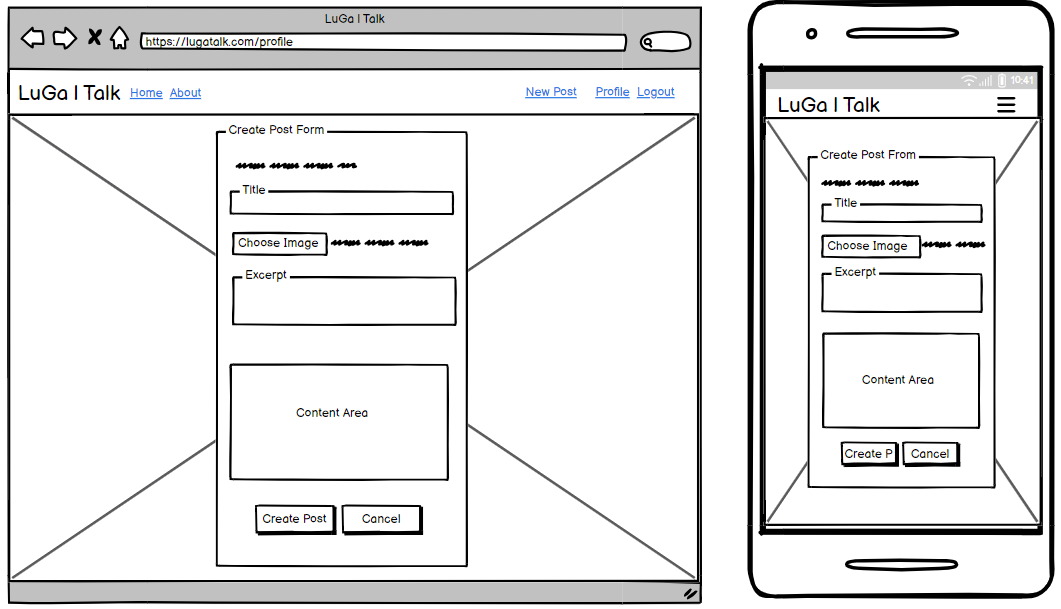 LuGa | Talk
https://lugatalk.com/profile
LuGa | Talk Home About New Post Profile Logout
Create Post Form
Title
Choose Image
Excerpt
Content Area
Create Post Cancel
10:41
LuGa | Talk
Create Post From
Title
Choose Image
Excerpt
Content Area
Create P Cancel